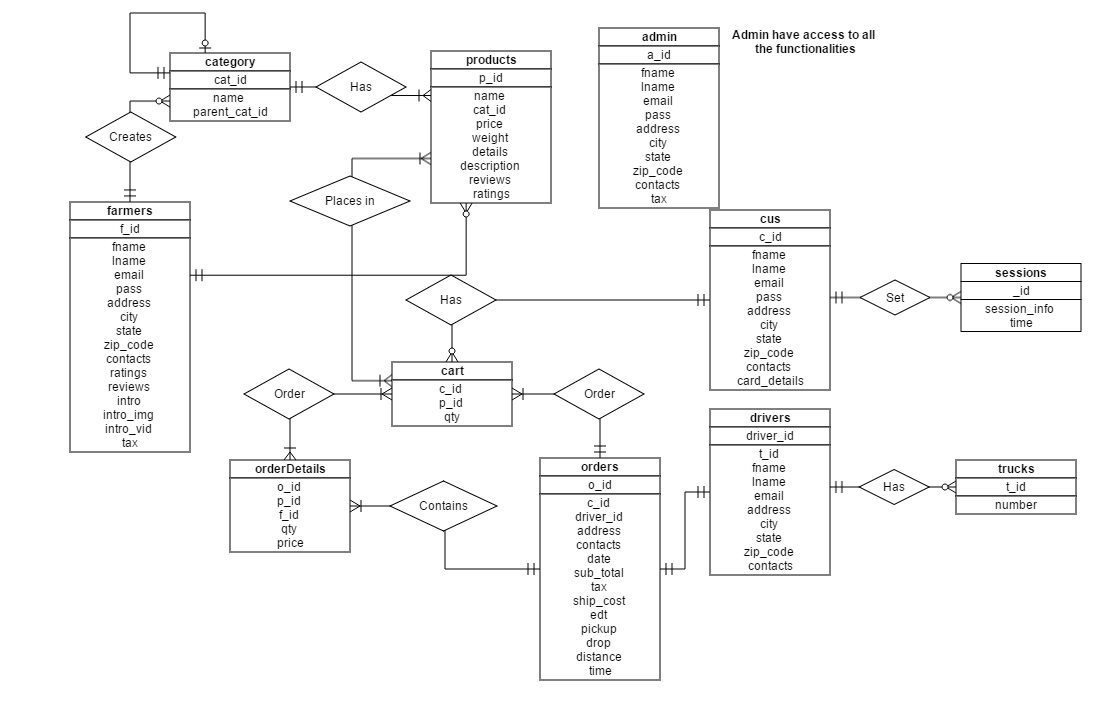 category
cat_id
name
parent_cat_id
Has
products
p_id
name
cat_id
price
weight
details
description
reviews
ratings
admin
a_id
fname
lname
email
pass
address
city
state
zip_code
contacts
tax
Admin have access to all
the functionalities
Creates
Places in
farmers
f_id
fname
lname
email
pass
address
city
state
zip_code
contacts
ratings
reviews
intro
intro_img
intro_vid
tax
Has
cus
c_id
fname
lname
email
pass
address
city
state
zip_code
contacts
card_details
Set
sessions
_id
session_info
time
Order
cart
c_id
p_id
qty
Order
orderDetails
o_id
p_id
f_id
qty
price
Contains
orders
o_id
c_id
driver_id
address
contacts
date
sub_total
tax
ship_cost
edt
pickup
drop
distance
time
drivers
driver_id
t_id
fname
lname
email
address
city
state
zip_code
contacts
Has
trucks
t_id
number